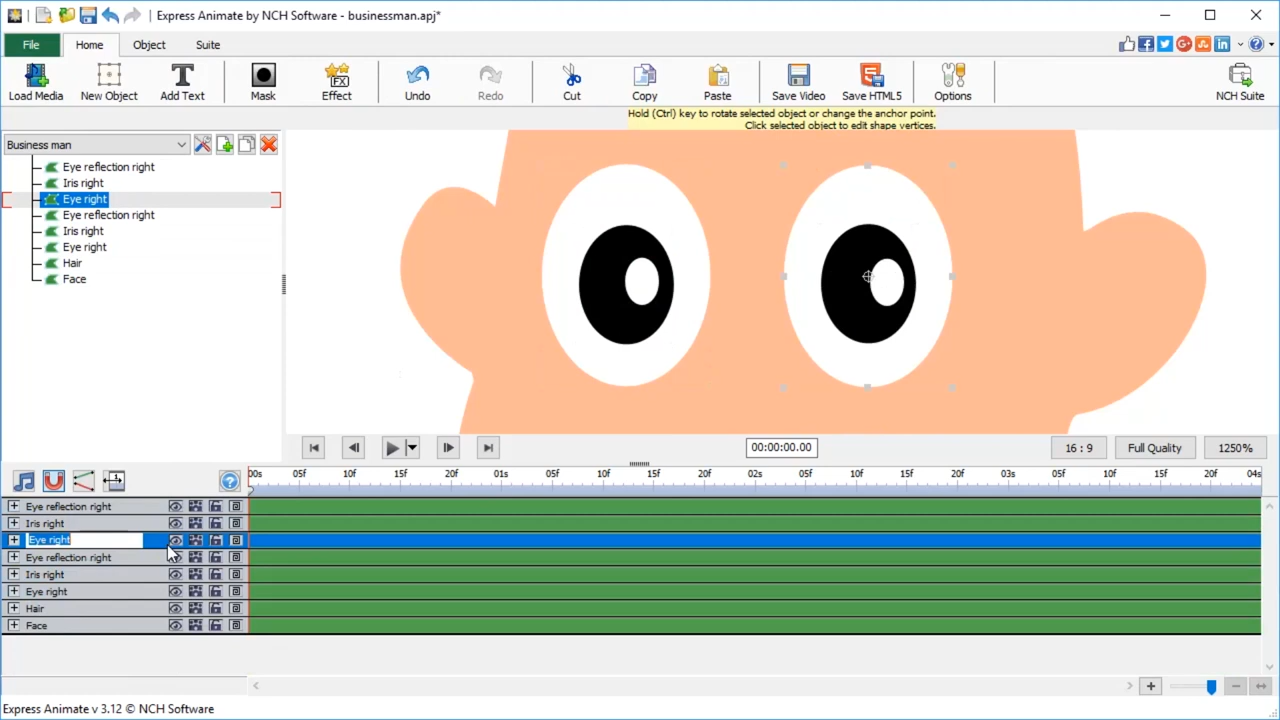 Express Animate by NCH Software - businessman.apj*
File Home Object Suite
Load Media New Object Add Text Mask Effect Undo Redo Cut Copy Paste Save Video Save HTML5 Options NCH Suite
Hold (Ctrl) key to rotate selected object or change the anchor point.
Click selected object to edit shape vertices.
Business man
Eye reflection right
Iris right
Eye right
Eye reflection right
Iris right
Eye right
Hair
Face
00:00:00.00 16 : 9 Full Quality 1250%
00s 05f 10f 15f 20f 01s 05f 10f 15f 20f 02s 05f 10f 15f 20f 03s 05f 10f 15f 20f 04s
Eye reflection right
Iris right
Eye right
Eye reflection right
Iris right
Eye right
Hair
Face
Express Animate v 3.12 © NCH Software